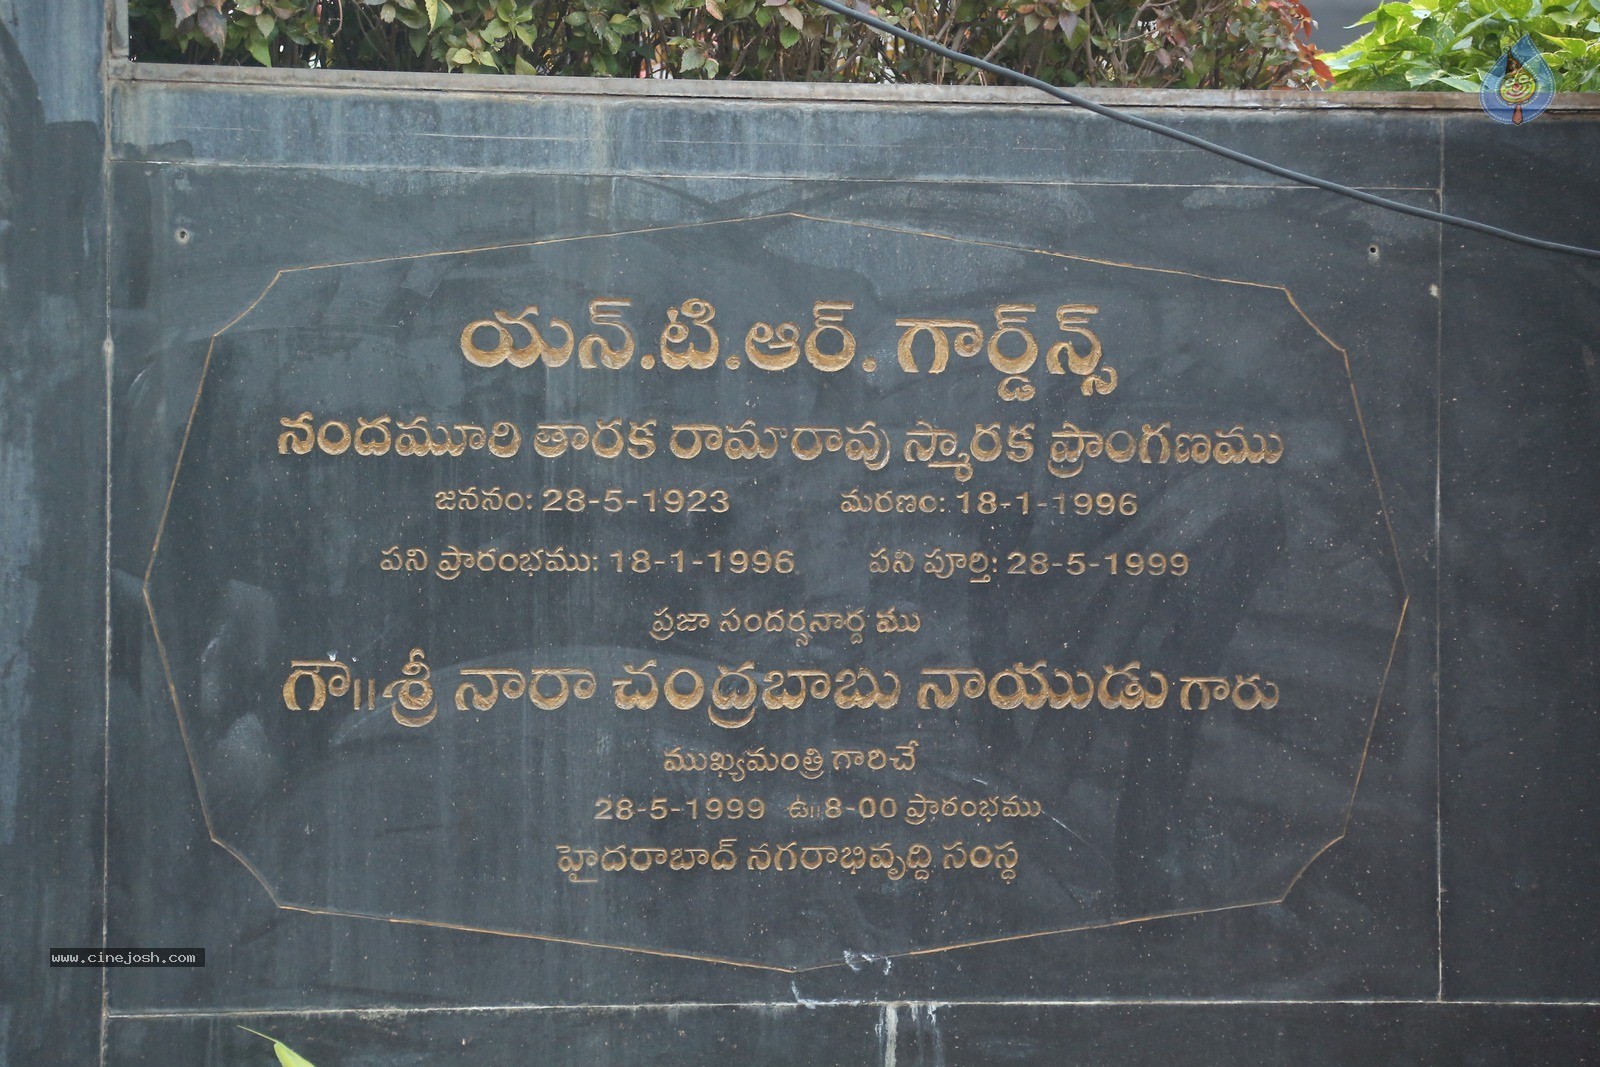 యన్.టి.ఆర్. గార్డ్‌న్స్
నందమూరి తారక రామారావు స్మారక ప్రాంగణము
జననం: 28-5-1923 మరణం: 18-1-1996
పని ప్రారంభము: 18-1-1996 పని పూర్తి: 28-5-1999
ప్రజా సందర్శనార్ద ము
గౌ॥శ్రీ నారా చంద్రబాబు నాయుడు గారు
ముఖ్యమంత్రి గారిచే
28-5-1999 ఉ॥8-00 ప్రారంభము
హైదరాబాద్ నగరాభివృద్ది సంస్ద
www.cinejosh.com